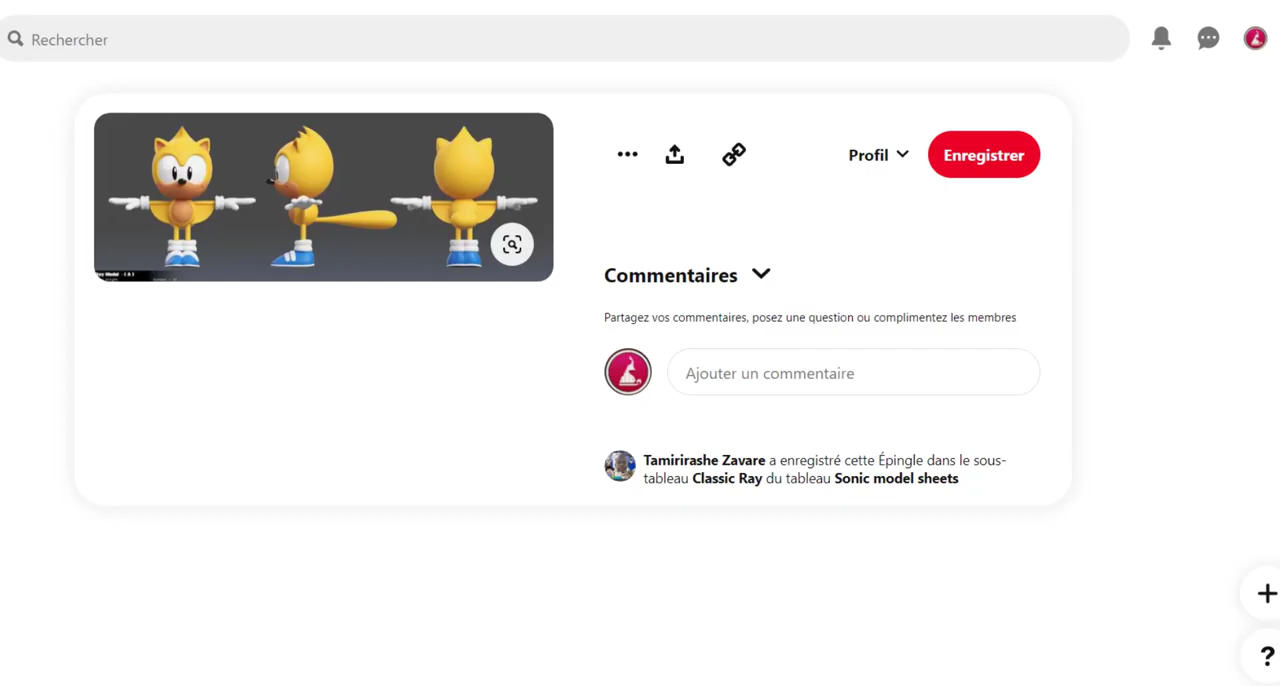 Rechercher
Profil
Enregistrer
Commentaires
Partagez vos commentaires, posez une question ou complimentez les membres
Ajouter un commentaire
Tamirirashe Zavare a enregistré cette Épingle dans le sous-
tableau Classic Ray du tableau Sonic model sheets
?